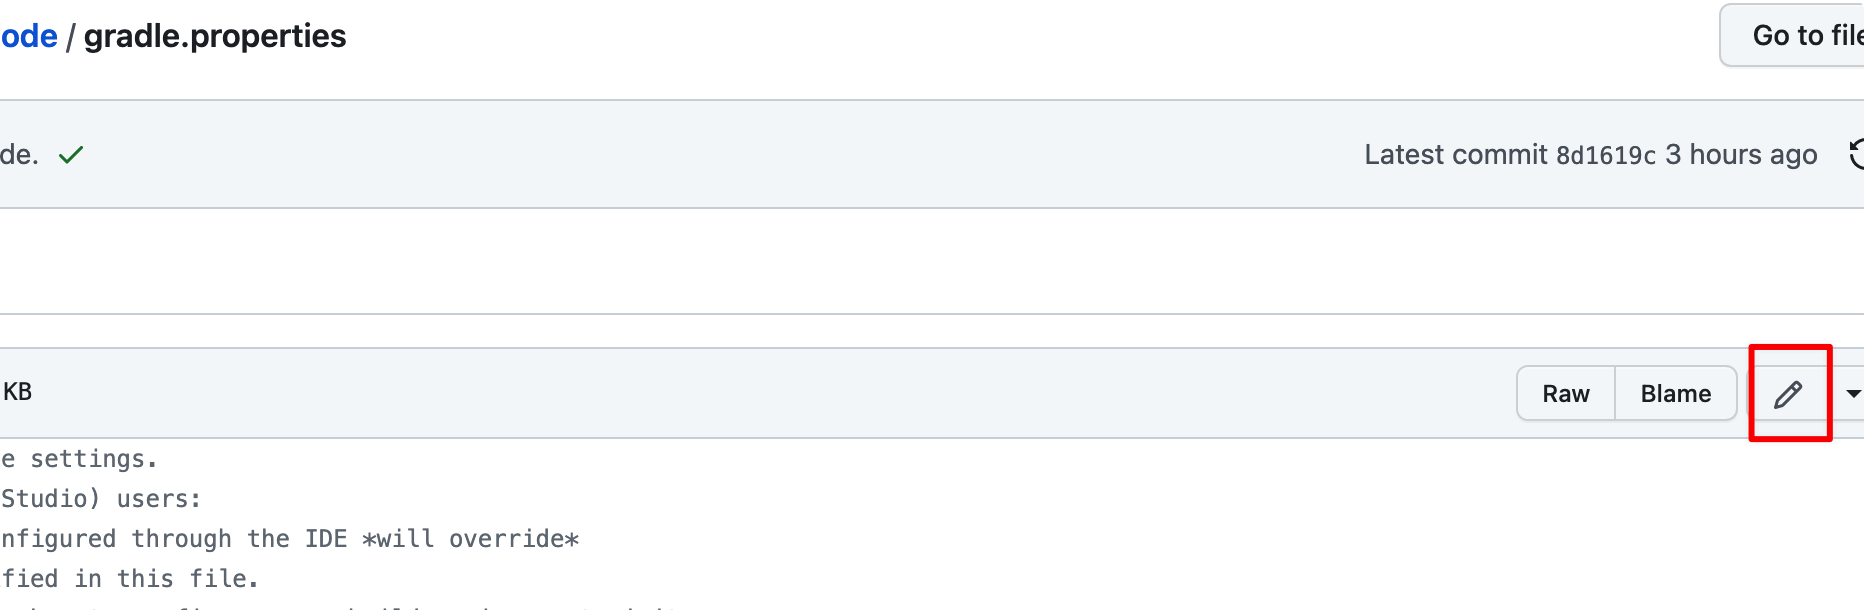 ode / gradle.properties
Go to file
de.
Latest commit 8d1619c 3 hours ago
KB
Raw
Blame
e settings.
Studio) users:
nfigured through the IDE *will override*
fied in this file.